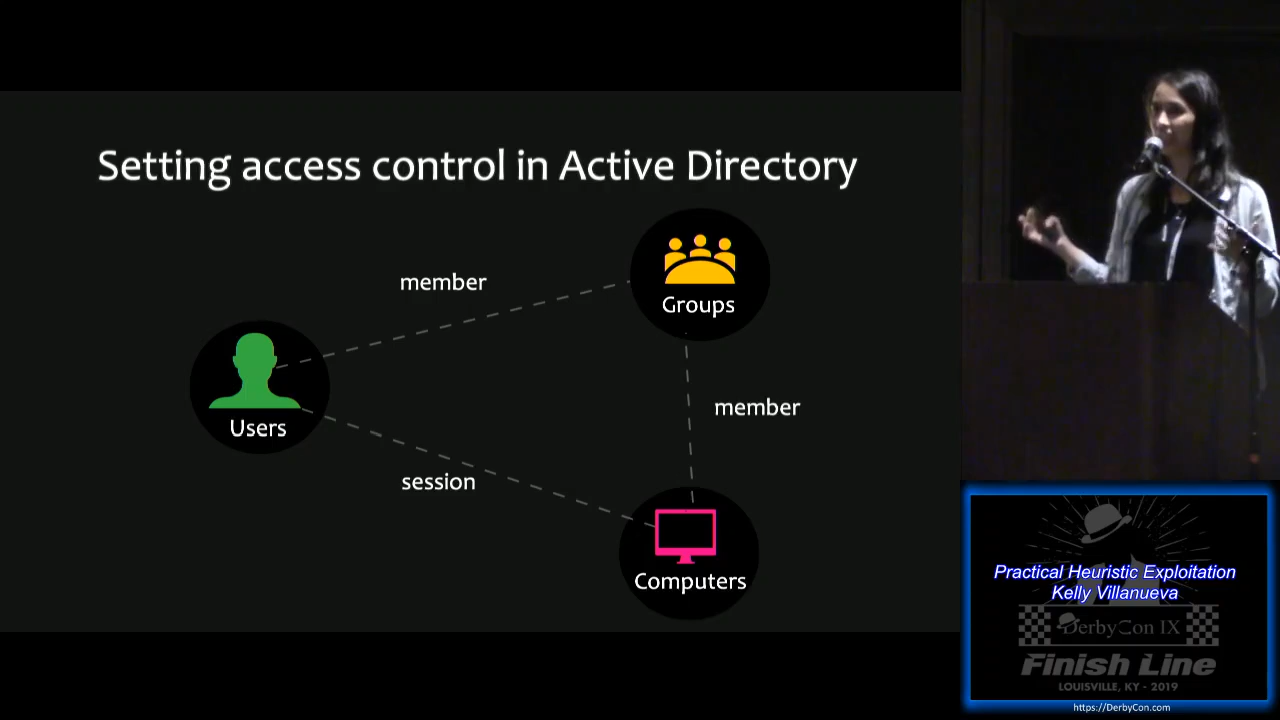 Setting access control in Active Directory
member
Groups
Users
member
session
Computers
Practical Heuristic Exploitation
Kelly Villanueva
DerbyCon IX
Finish Line
LOUISVILLE, KY - 2019
https://DerbyCon.com